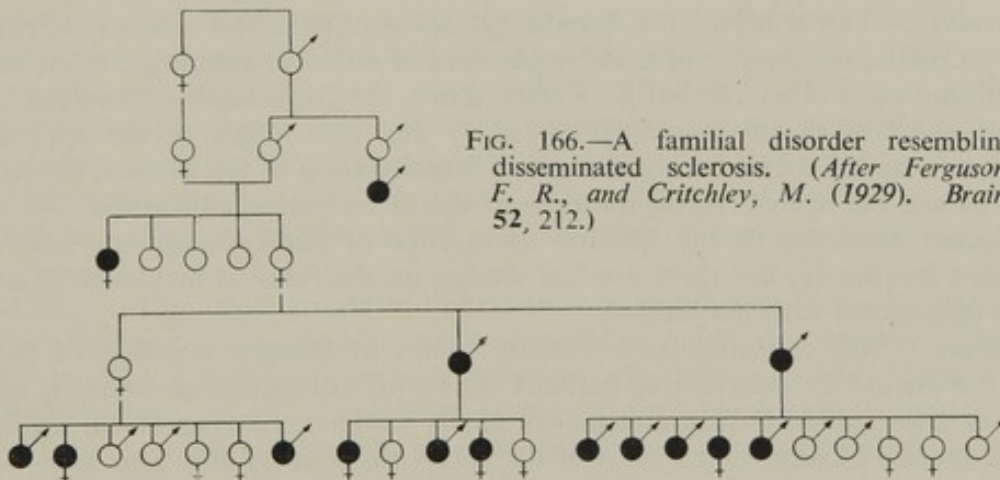 FIG. 166.—A familial disorder resemblin
disseminated sclerosis. (After Ferguson
F. R., and Critchley, M. (1929). Brain
52, 212.)